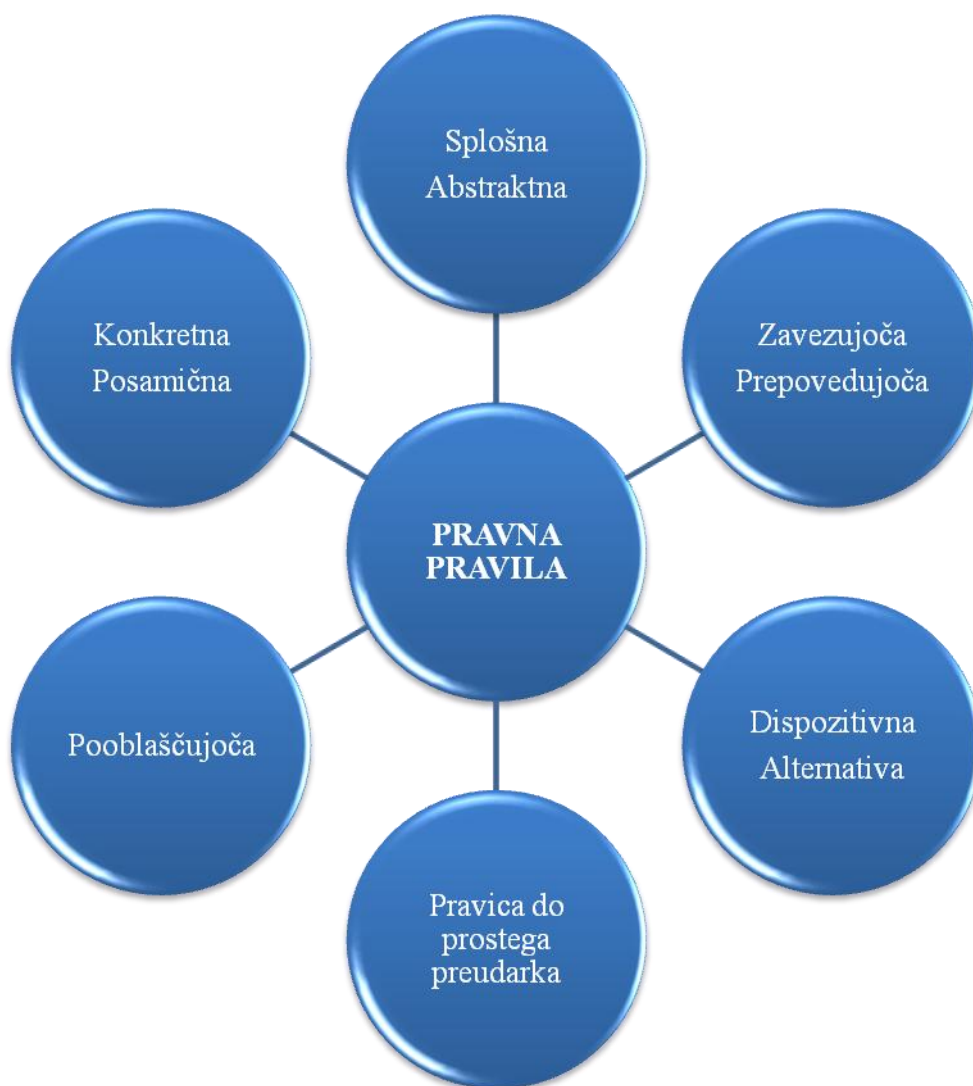 Splošna
Abstraktna
Konkretna
Posamična
Zavezujoča
Prepovedujoča
PRAVNA
PRAVILA
Pooblaščujoča
Dispozitivna
Alternativa
Pravica do
prostega
preudarka